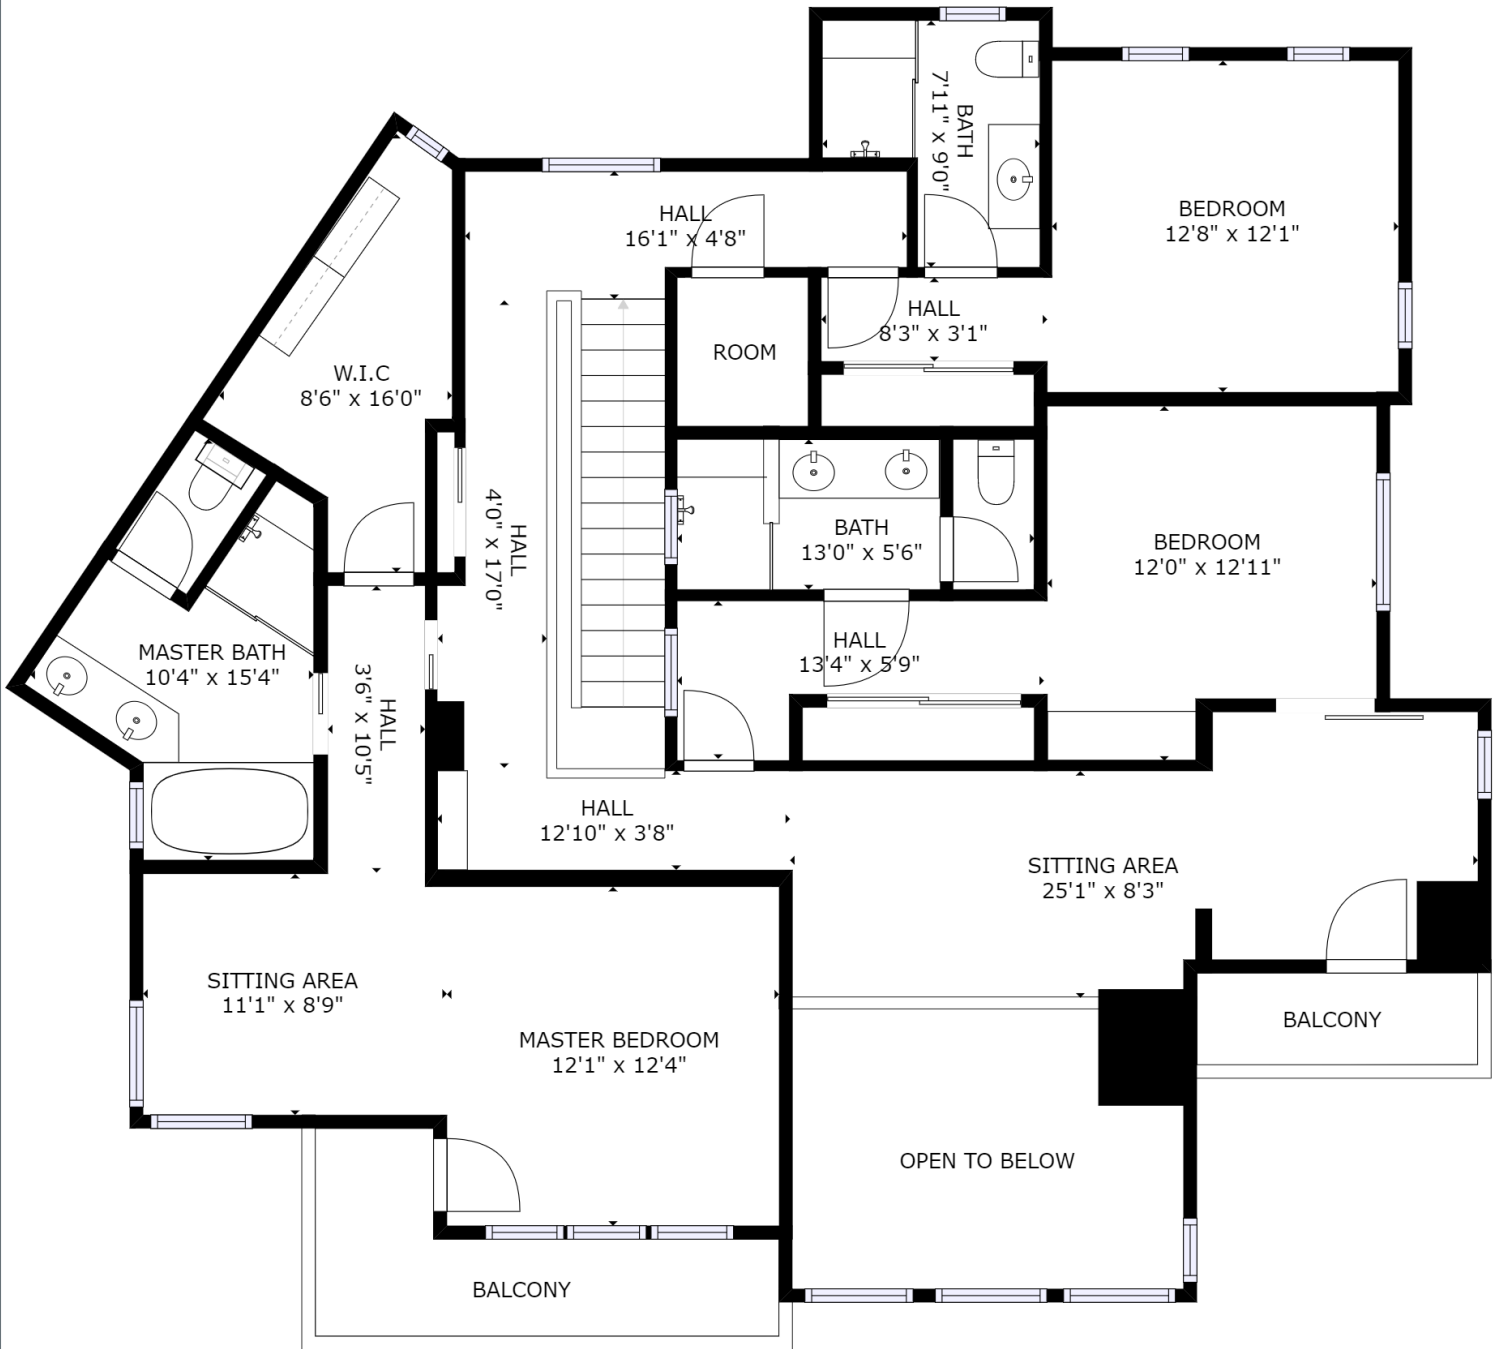 BATH
7'11" x 9'0"
BEDROOM
12'8" x 12'1"
HALL
16'1" x 4'8"
HALL
8'3" x 3'1"
ROOM
W.I.C
8'6" x 16'0"
HALL
4'0" x 17'0"
BATH
13'0" x 5'6"
BEDROOM
12'0" x 12'11"
MASTER BATH
10'4" x 15'4"
HALL
3'6" x 10'5"
HALL
13'4" x 5'9"
HALL
12'10" x 3'8"
SITTING AREA
25'1" x 8'3"
SITTING AREA
11'1" x 8'9"
MASTER BEDROOM
12'1" x 12'4"
BALCONY
OPEN TO BELOW
BALCONY